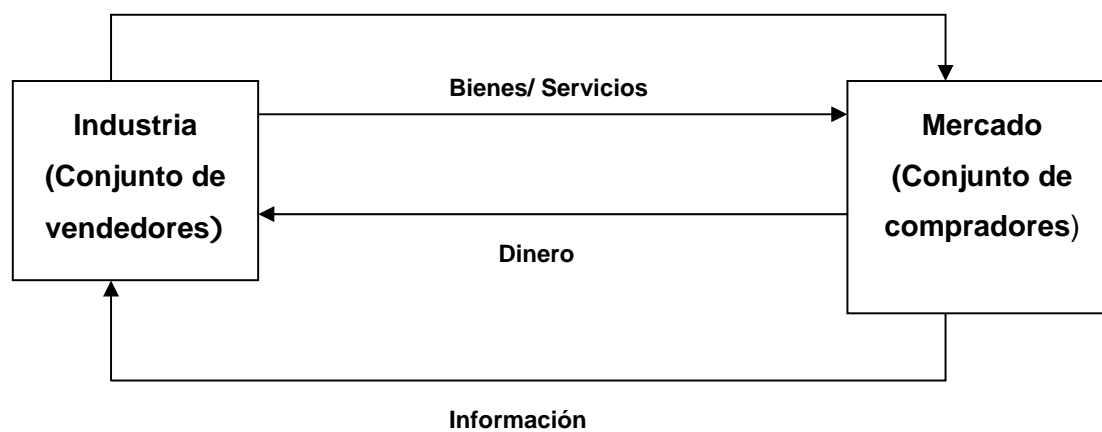 Bienes/ Servicios
Industria
(Conjunto de
vendedores)
Mercado
(Conjunto de
compradores)
Dinero
Información